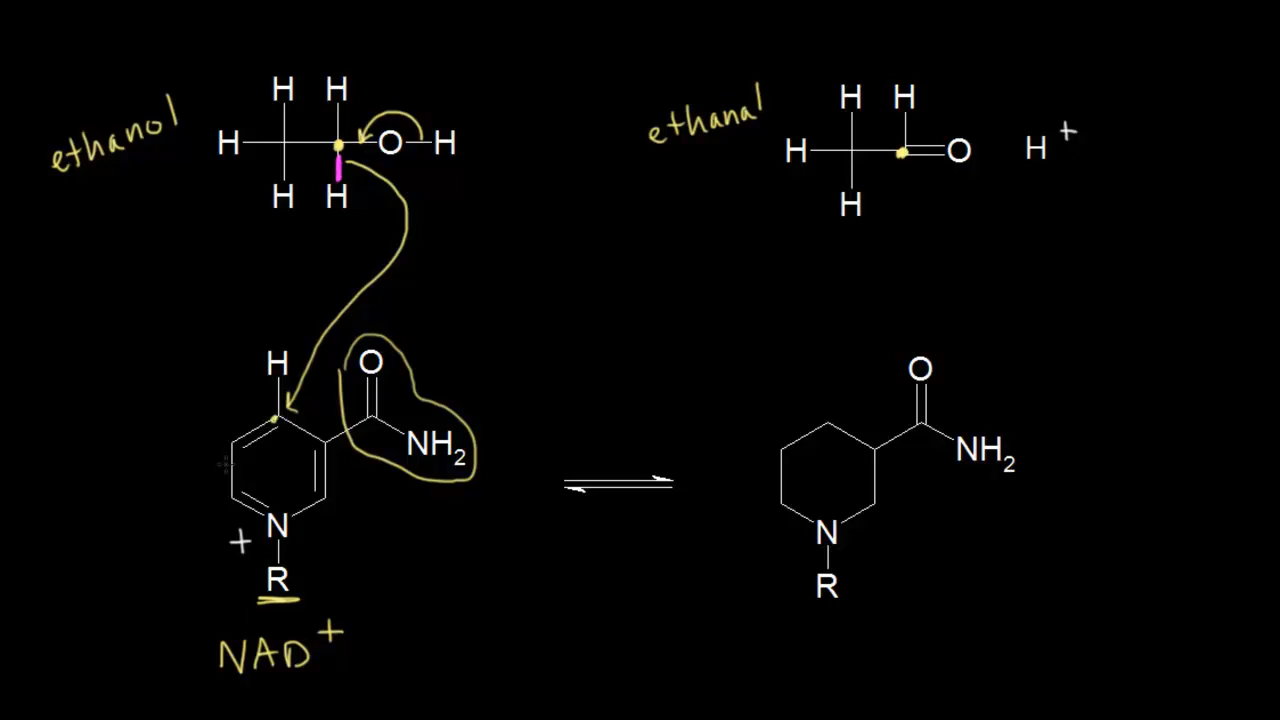 ethanol
H H
H O H
H H
ethanal
H H
H O H +
H
H O
NH2
+ N
R
NAD+
O
NH2
N
R